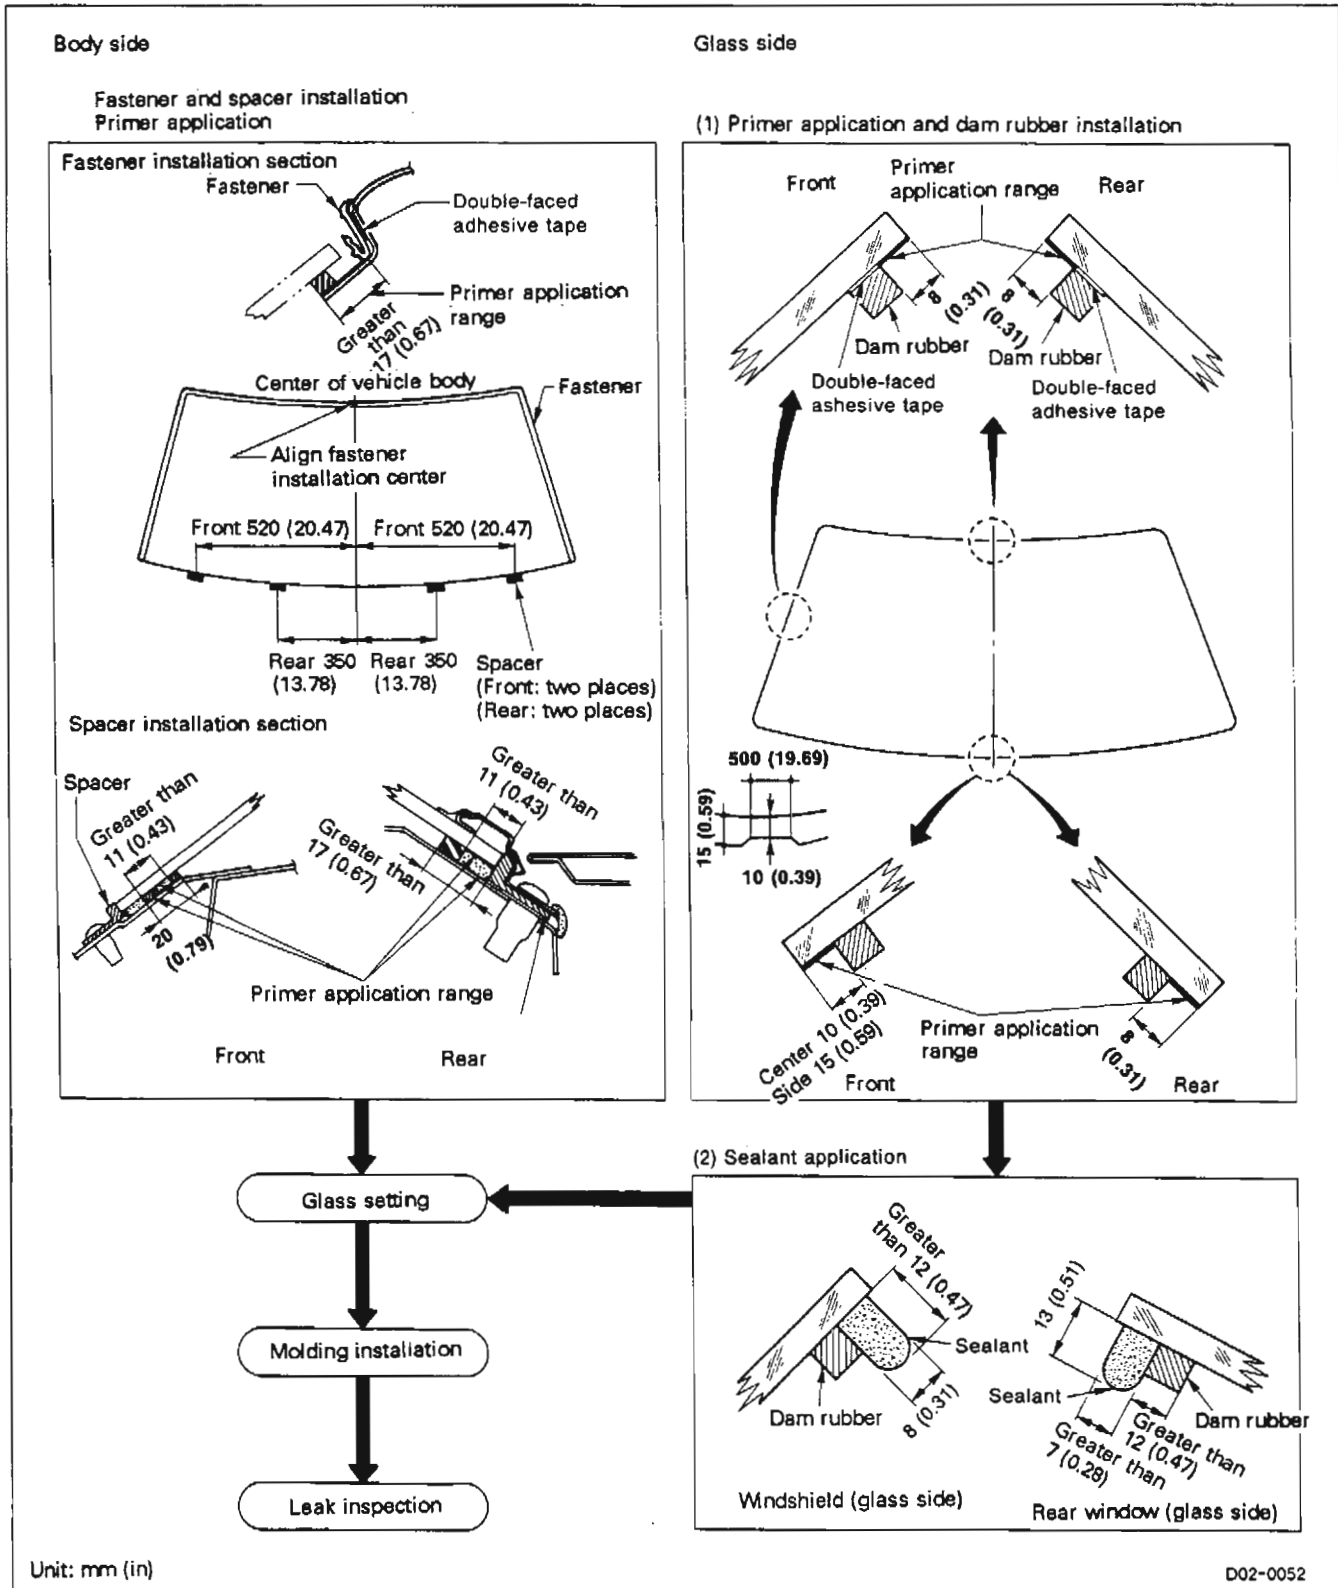 Body side
Fastener and spacer installation
Primer application
Fastener installation section
Fastener
Double-faced
adhesive tape
Primer application
range
Greater
than
17 (0.67)
Center of vehicle body
Fastener
Align fastener
installation center
Front 520 (20.47)
Front 520 (20.47)
Rear 350
(13.78)
Rear 350
(13.78)
Spacer
(Front: two places)
(Rear: two places)
Spacer installation section
Spacer
Greater than
11 (0.43)
20
(0.79)
Greater than
11 (0.43)
Greater than
17 (0.67)
Primer application range
Front
Rear
Glass side
(1) Primer application and dam rubber installation
Front
Primer
application range
Rear
8
(0.31)
8
(0.31)
Dam rubber
Dam rubber
Double-faced
ashesive tape
Double-faced
adhesive tape
500 (19.69)
15 (0.59)
10 (0.39)
Center 10 (0.39)
Side 15 (0.59)
Primer application
range
8
(0.31)
Front
Rear
(2) Sealant application
Greater
than 12 (0.47)
Sealant
8 (0.31)
Dam rubber
Windshield (glass side)
13 (0.51)
Sealant
Dam rubber
Greater than
12 (0.47)
Greater than
7 (0.28)
Rear window (glass side)
Glass setting
Molding installation
Leak inspection
Unit: mm (in)
D02-0052